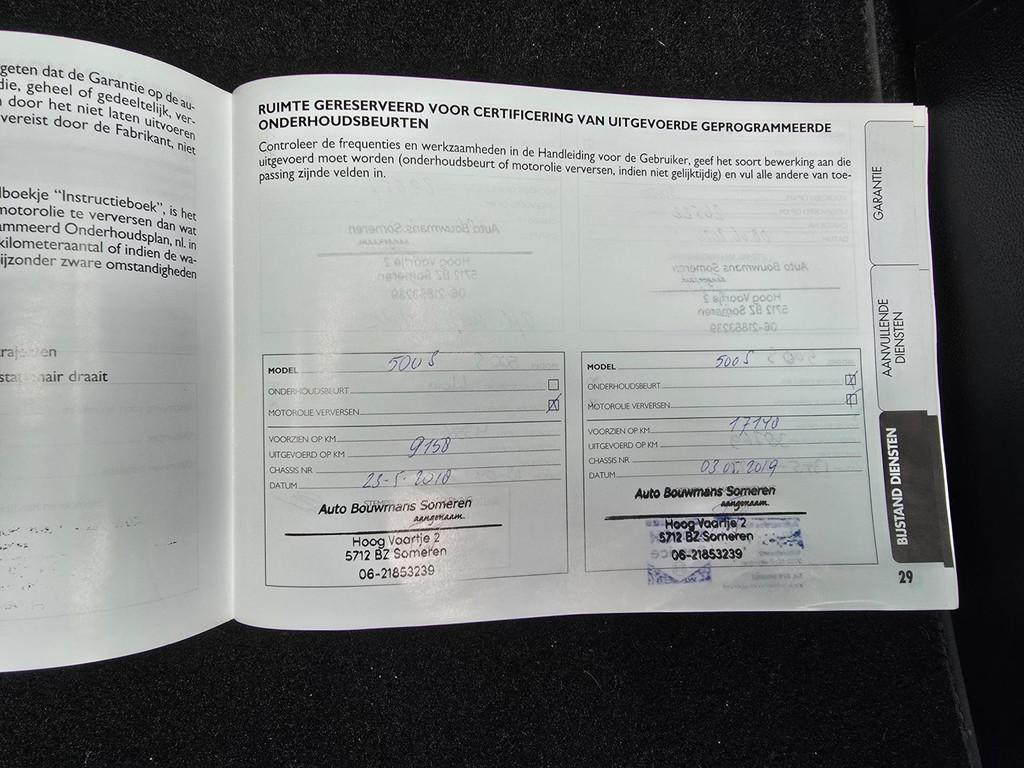 geten dat de Garantie op de au-
die, geheel of gedeeltelijk, ver-
door het niet laten uitvoeren
vereist door de Fabrikant, niet
boekje “Instructieboek”, is het
motorolie te verversen dan wat
ammeerd Onderhoudsplan, nl. in
kilometeraantal of indien de wa-
ijzonder zware omstandigheden
nair draait
RUIMTE GERESERVEERD VOOR CERTIFICERING VAN UITGEVOERDE GEPROGRAMMEERDE
ONDERHOUDSBEURTEN
Controleer de frequenties en werkzaamheden in de Handleiding voor de Gebruiker, geef het soort bewerking aan die
uitgevoerd moet worden (onderhoudsbeurt of motorolie verversen, indien niet gelijktijdig) en vul alle andere van toe-
passing zijnde velden in.
MODEL 500 S
ONDERHOUDSBEURT
MOTOROLIE VERVERSEN
VOORZIEN OP KM
UITGEVOERD OP KM 9158
CHASSIS NR
DATUM 23-5-2018
Auto Bouwmans Someren
aangenaam
Hoog Vaartje 2
5712 BZ Someren
06-21853239
MODEL 500 S
ONDERHOUDSBEURT
MOTOROLIE VERVERSEN
VOORZIEN OP KM 17140
UITGEVOERD OP KM
CHASSIS NR
DATUM 03.05.2019
Auto Bouwmans Someren
aangenaam
Hoog Vaartje 2
5712 BZ Someren
06-21853239
GARANTIE
AANVULLENDE
DIENSTEN
BIJSTAND DIENSTEN
29